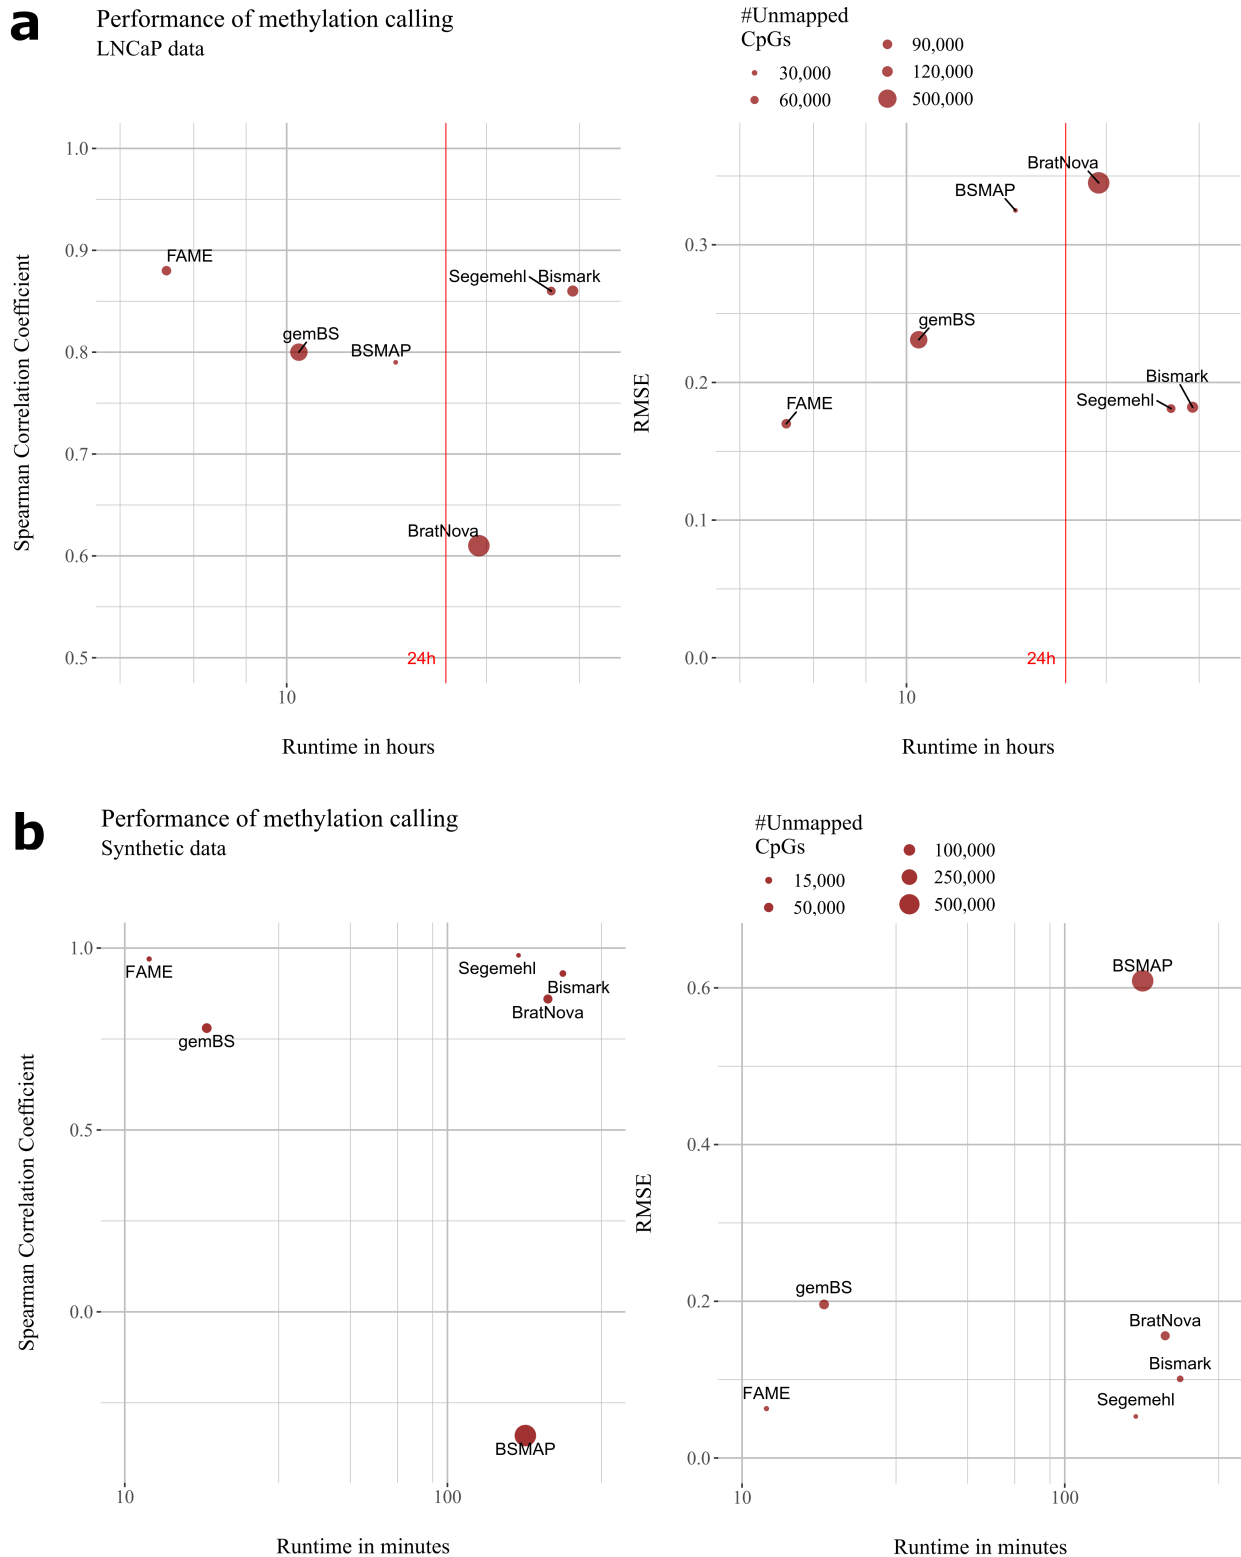 a
Performance of methylation calling
LNCaP data
#Unmapped
CpGs
30,000
60,000
90,000
120,000
500,000
Spearman Correlation Coefficient
1.0
0.9
0.8
0.7
0.6
0.5
FAME
gemBS
BSMAP
Segemehl
Bismark
BratNova
24h
10
Runtime in hours
RMSE
0.3
0.2
0.1
0.0
BratNova
BSMAP
gemBS
FAME
Bismark
Segemehl
24h
10
Runtime in hours
b
Performance of methylation calling
Synthetic data
#Unmapped
CpGs
15,000
50,000
100,000
250,000
500,000
Spearman Correlation Coefficient
1.0
0.5
0.0
FAME
gemBS
Segemehl
Bismark
BratNova
BSMAP
10
100
Runtime in minutes
RMSE
0.6
0.4
0.2
0.0
BSMAP
gemBS
BratNova
Bismark
FAME
Segemehl
10
100
Runtime in minutes